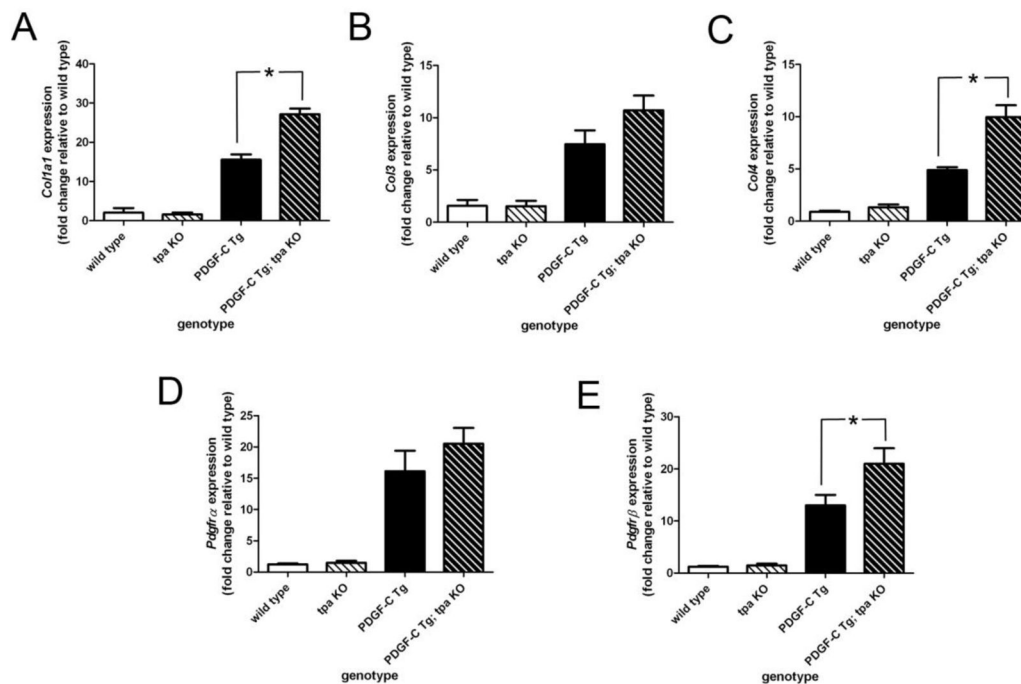 A
Col1a1 expression
(fold change relative to wild type)
40
30
20
10
0
*
wild type
tpa KO
PDGF-C Tg
PDGF-C Tg; tpa KO
genotype
B
Col3 expression
(fold change relative to wild type)
15
10
5
0
wild type
tpa KO
PDGF-C Tg
PDGF-C Tg; tpa KO
genotype
C
Col4 expression
(fold change relative to wild type)
15
10
5
0
*
wild type
tpa KO
PDGF-C Tg
PDGF-C Tg; tpa KO
genotype
D
Pdgfrα expression
(fold change relative to wild type)
25
20
15
10
5
0
wild type
tpa KO
PDGF-C Tg
PDGF-C Tg; tpa KO
genotype
E
Pdgfrβ expression
(fold change relative to wild type)
30
20
10
0
*
wild type
tpa KO
PDGF-C Tg
PDGF-C Tg; tpa KO
genotype